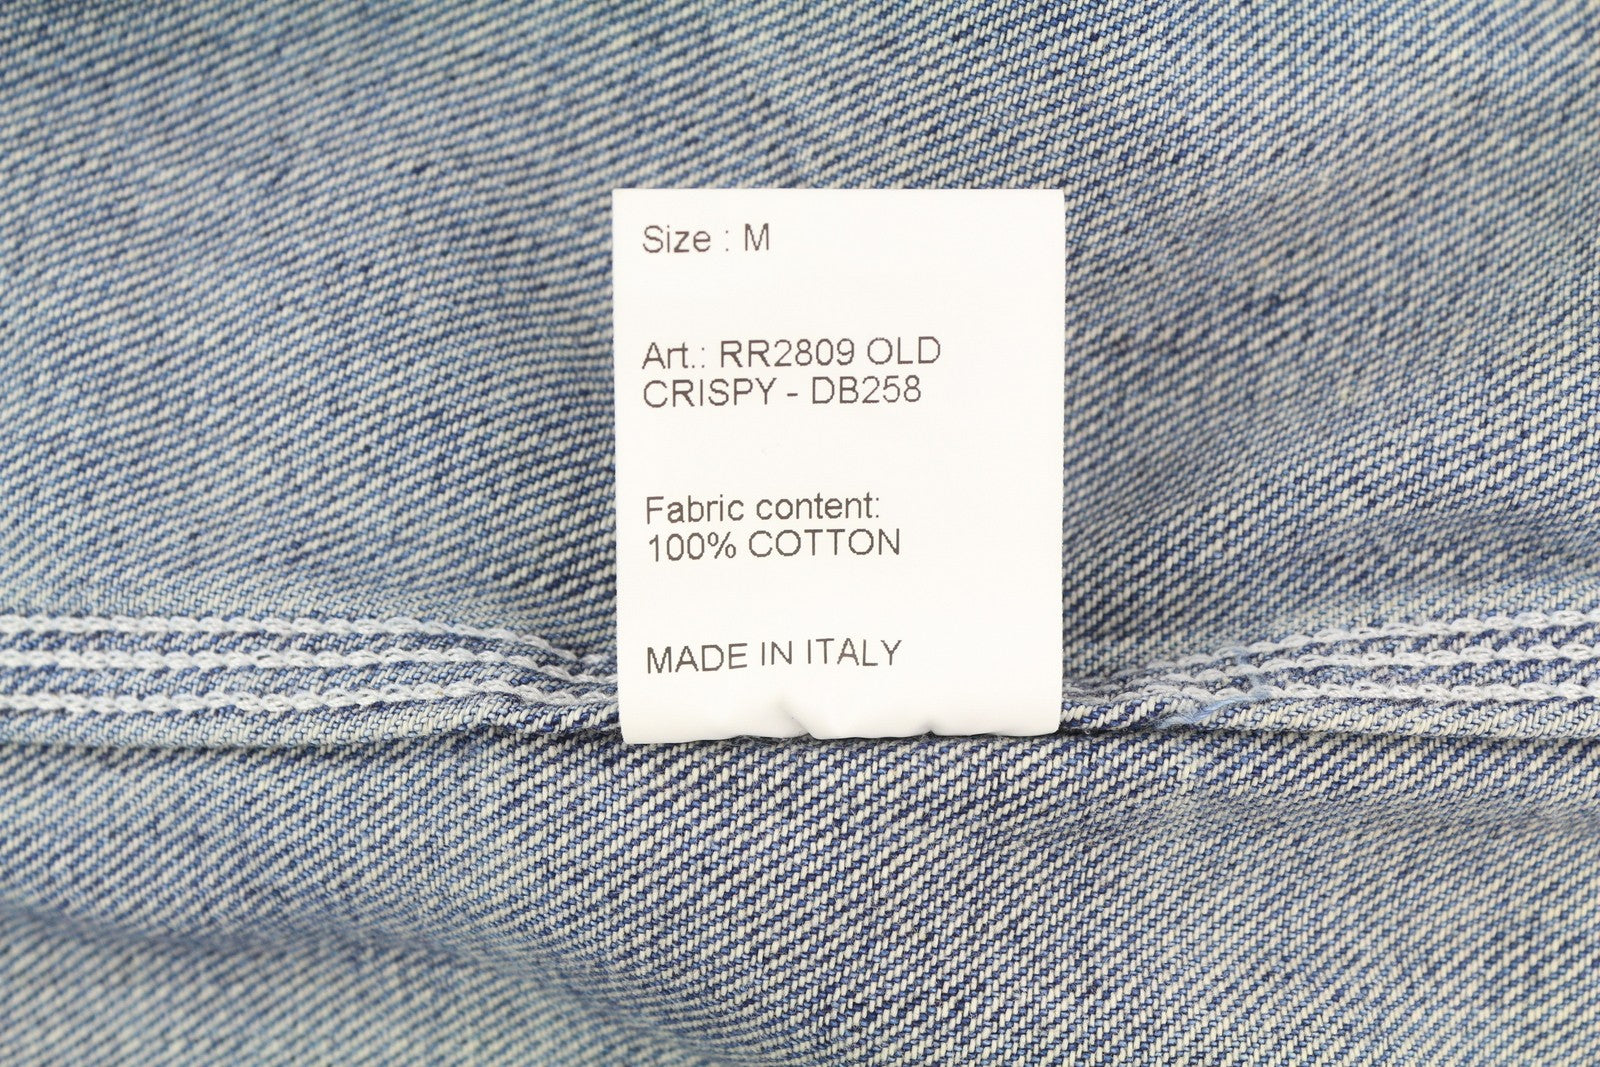 Size : M
Art.: RR2809 OLD
CRISPY - DB258
Fabric content:
100% COTTON
MADE IN ITALY